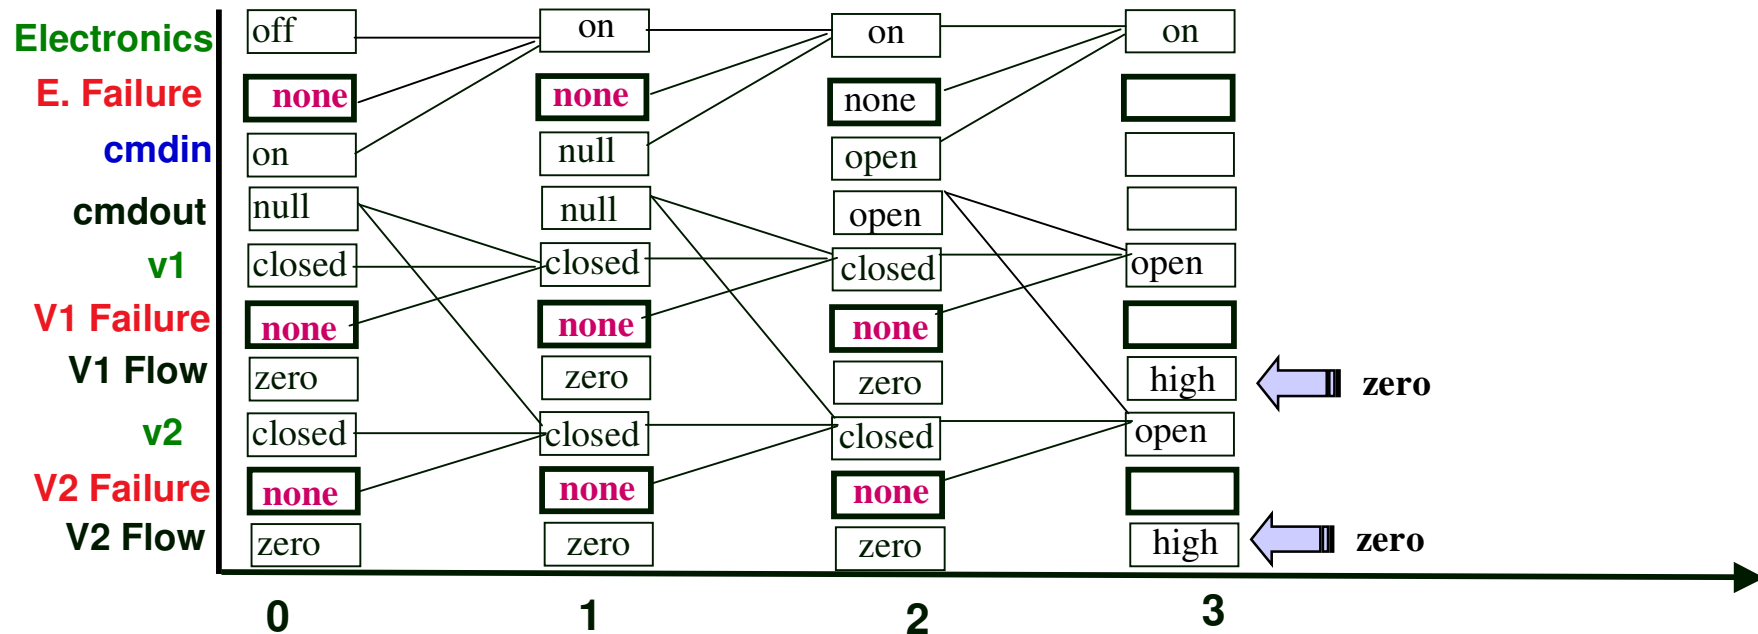 Electronics off on on on
E. Failure none none none
cmdin on null open
cmdout null null open
v1 closed closed closed open
V1 Failure none none none
V1 Flow zero zero zero high zero
v2 closed closed closed open
V2 Failure none none none
V2 Flow zero zero zero high zero
0 1 2 3